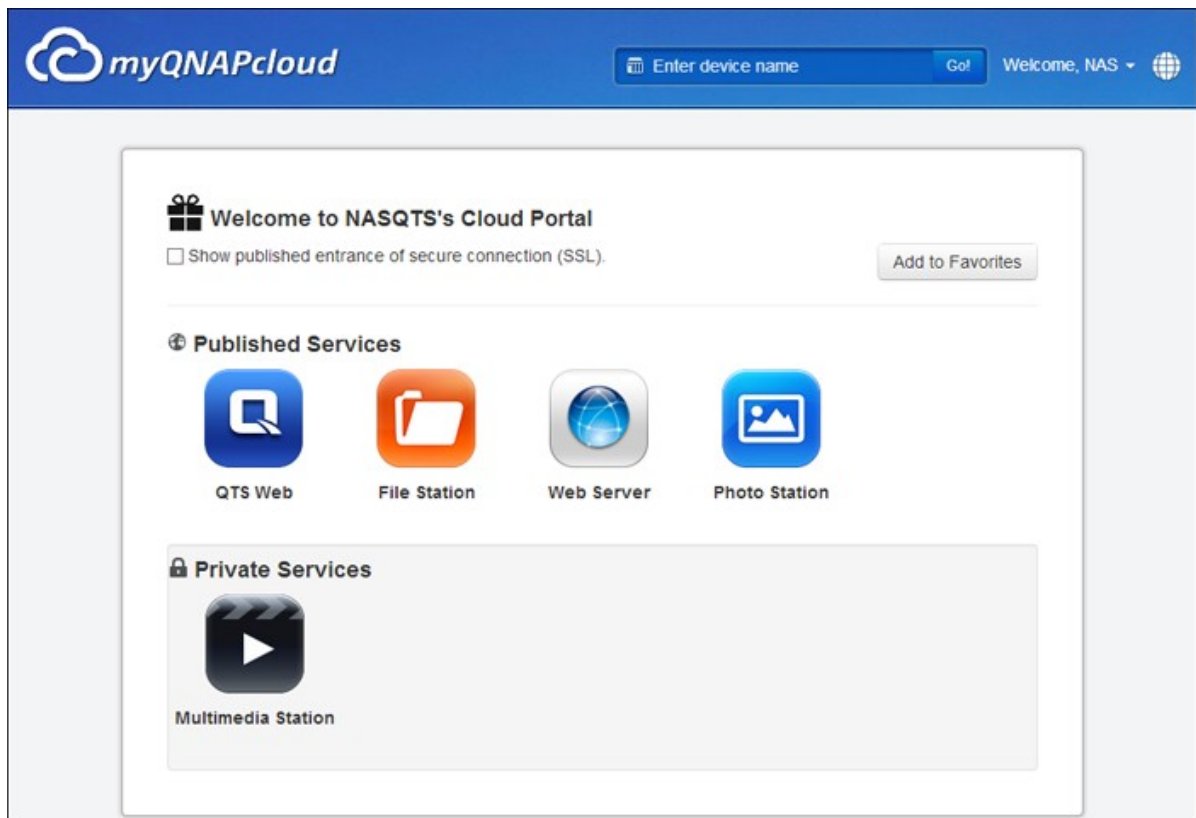 myQNAPcloud
Enter device name
Go!
Welcome, NAS
Welcome to NASQTS's Cloud Portal
Show published entrance of secure connection (SSL).
Add to Favorites
Published Services
QTS Web
File Station
Web Server
Photo Station
Private Services
Multimedia Station